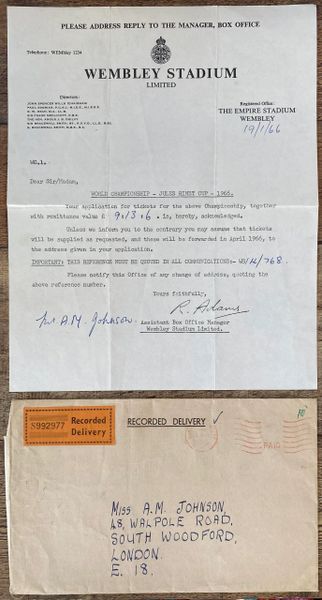 PLEASE ADDRESS REPLY TO THE MANAGER, BOX OFFICE
Telephone: WEMbley 1234
WEMBLEY STADIUM
LIMITED
Directors:
Registered Office:
THE EMPIRE STADIUM
WEMBLEY
19/1/66
WC.1.
Dear Sir/Madam,
WORLD CHAMPIONSHIP - JULES RIMET CUP - 1966.
Your application for tickets for the above Championship, together
with remittance value £ 9.13.6. is, hereby, acknowledged.
Unless we inform you to the contrary you may assume that tickets
will be supplied as requested, and these will be forwarded in April 1966, to
the address given in your application.
IMPORTANT: THIS REFERENCE MUST BE QUOTED IN ALL COMMUNICATIONS:-
Please notify this Office of any change of address, quoting the
above reference number.
Yours faithfully,
R. Adams
A.M. Johnson.
Assistant Box Office Manager
Wembley Stadium Limited.
S992977
Recorded
Delivery
RECORDED DELIVERY
PAID
MISS A.M. JOHNSON,
48, WALPOLE ROAD,
SOUTH WOODFORD,
LONDON.
E. 18.